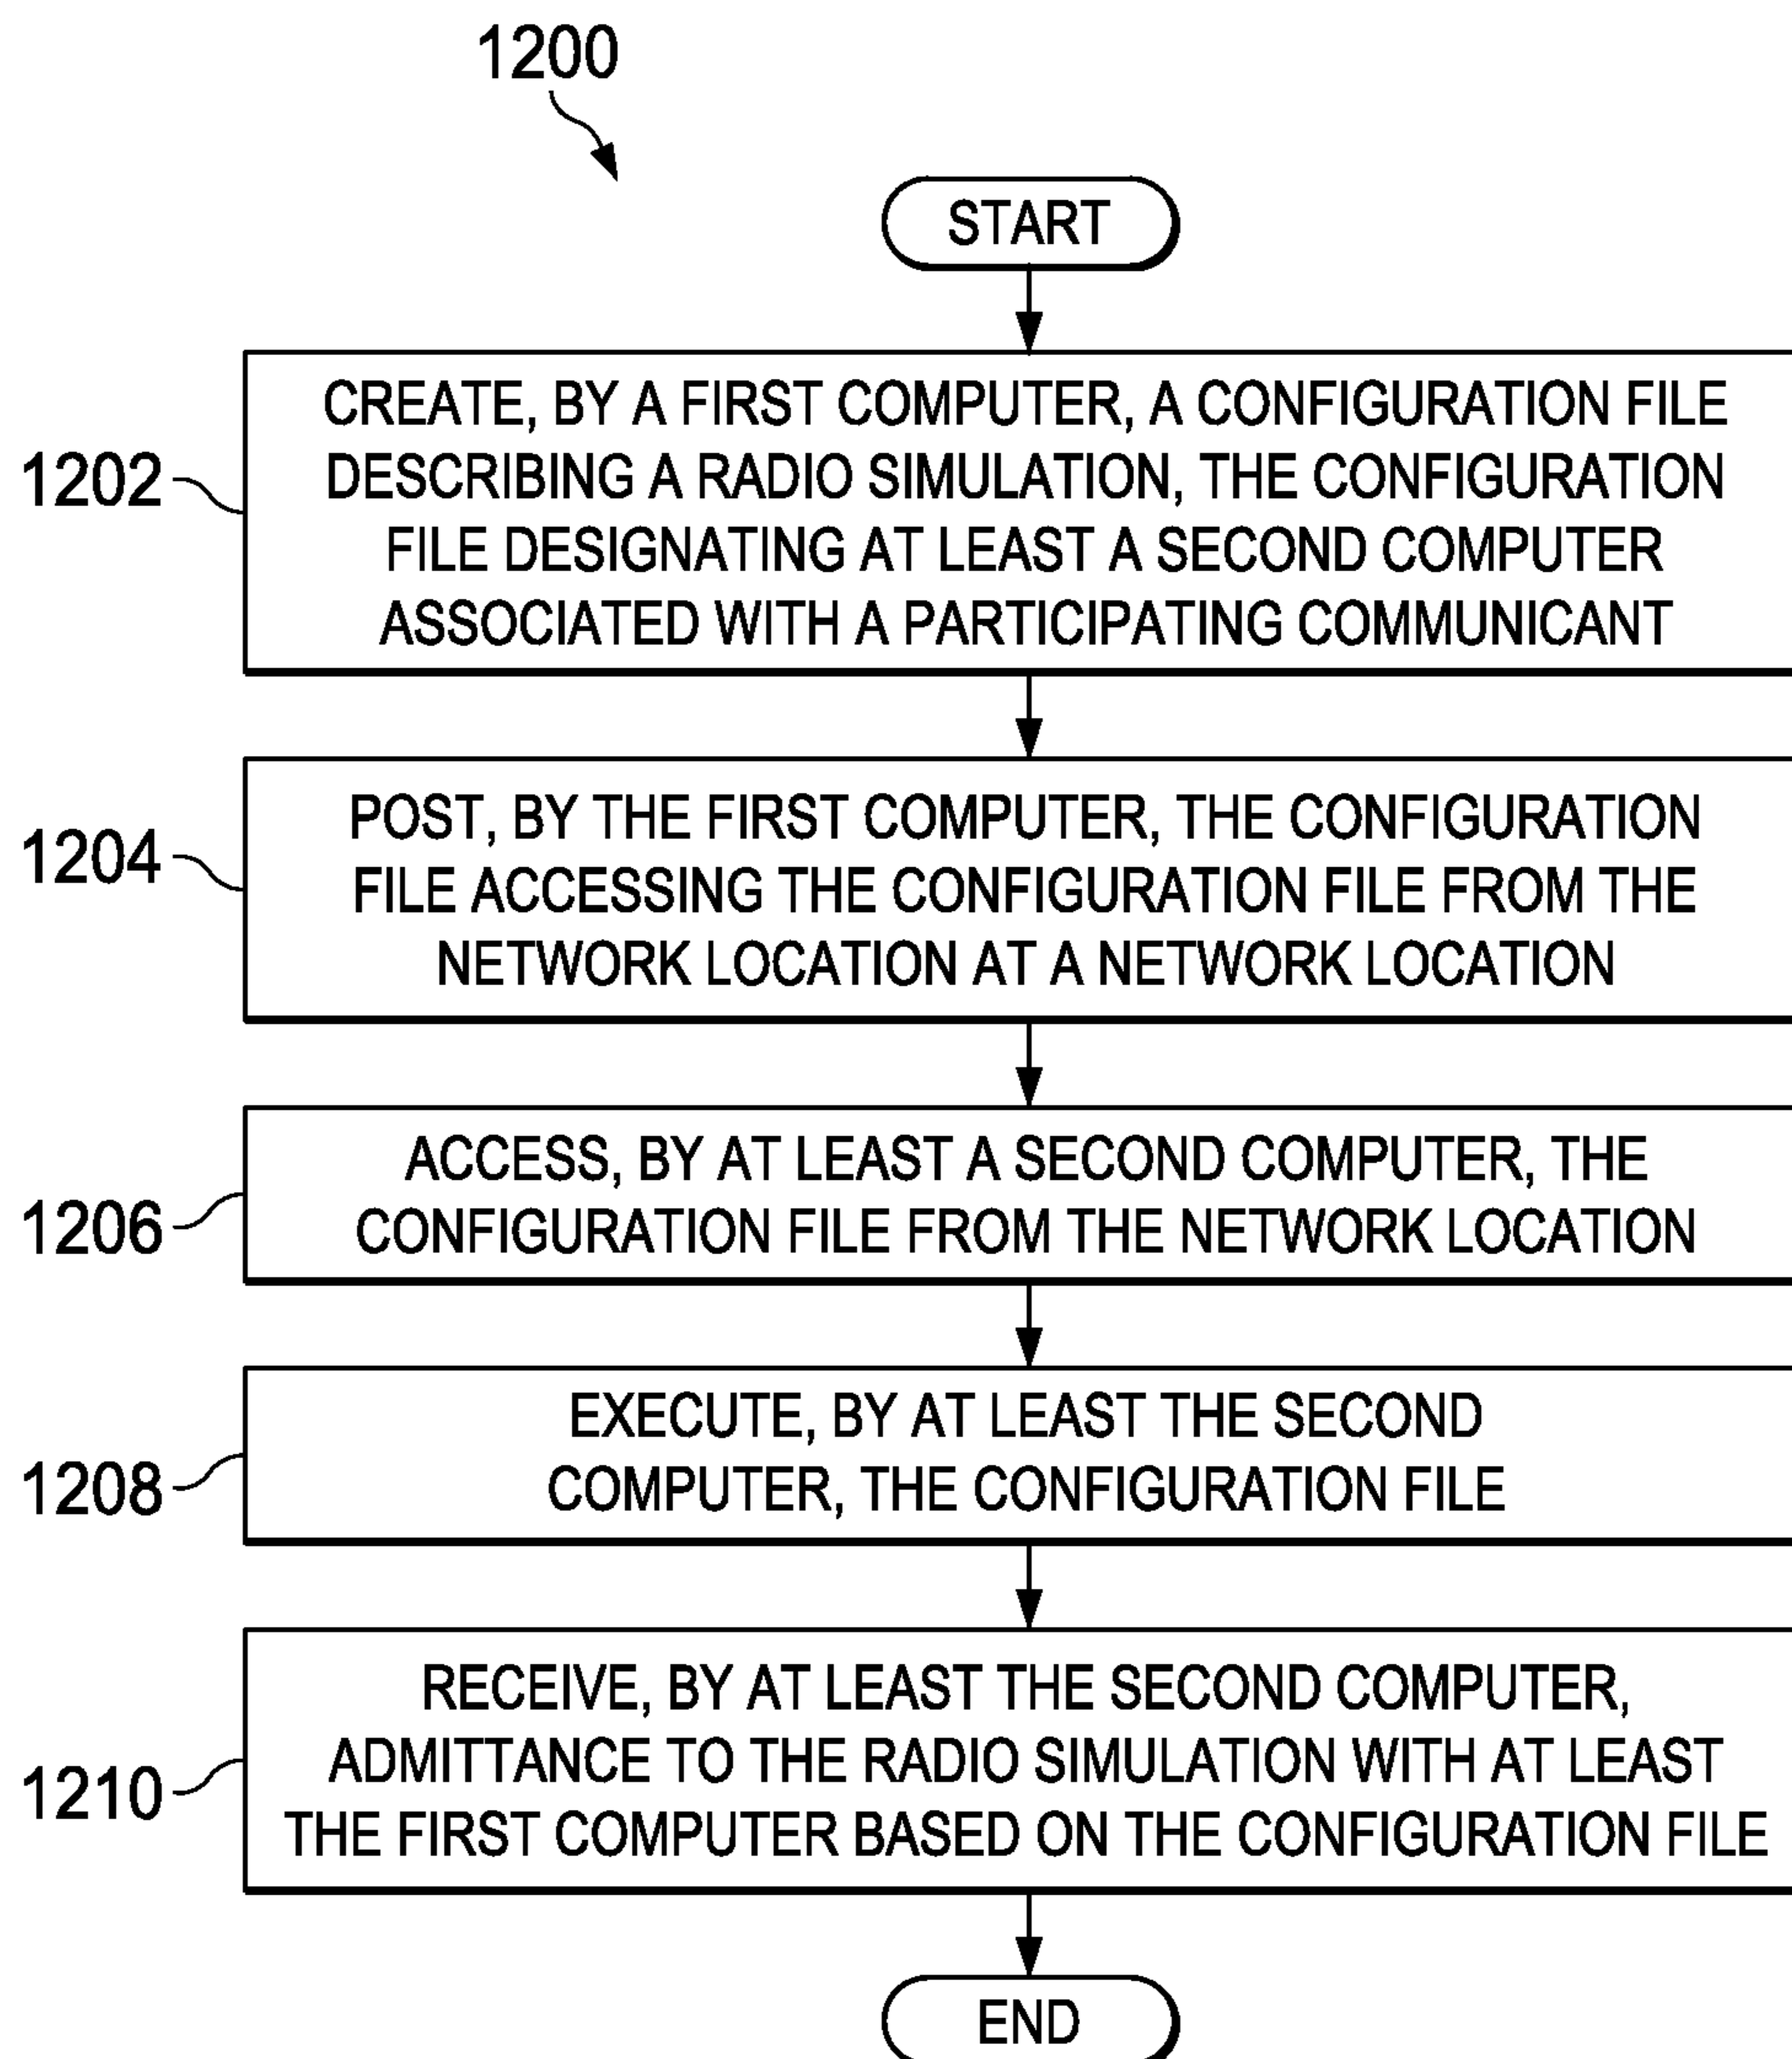 1200
START
1202
CREATE, BY A FIRST COMPUTER, A CONFIGURATION FILE
DESCRIBING A RADIO SIMULATION, THE CONFIGURATION
FILE DESIGNATING AT LEAST A SECOND COMPUTER
ASSOCIATED WITH A PARTICIPATING COMMUNICANT
1204
POST, BY THE FIRST COMPUTER, THE CONFIGURATION
FILE ACCESSING THE CONFIGURATION FILE FROM THE
NETWORK LOCATION AT A NETWORK LOCATION
1206
ACCESS, BY AT LEAST A SECOND COMPUTER, THE
CONFIGURATION FILE FROM THE NETWORK LOCATION
1208
EXECUTE, BY AT LEAST THE SECOND
COMPUTER, THE CONFIGURATION FILE
1210
RECEIVE, BY AT LEAST THE SECOND COMPUTER,
ADMITTANCE TO THE RADIO SIMULATION WITH AT LEAST
THE FIRST COMPUTER BASED ON THE CONFIGURATION FILE
END